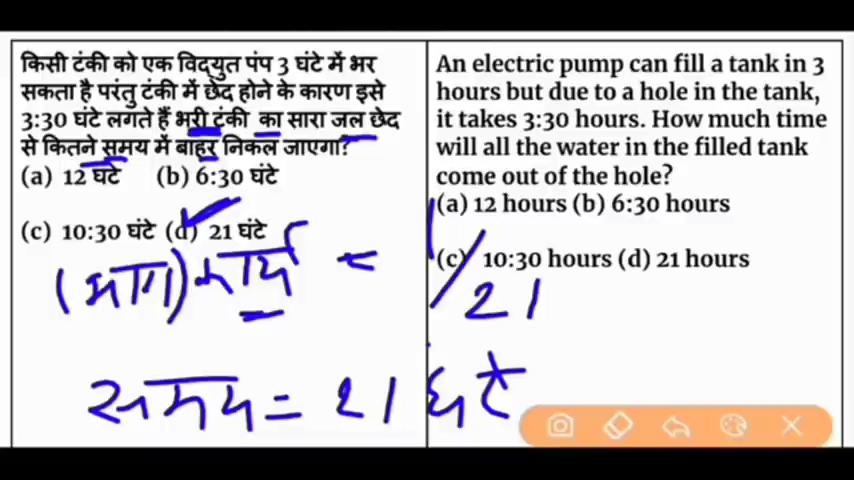 किसी टंकी को एक विद्युत पंप 3 घंटे में भर
सकता है परंतु टंकी में छेद होने के कारण इसे
3:30 घंटे लगते हैं भरी टंकी का सारा जल छेद
से कितने समय में बाहर निकल जाएगा?
(a) 12 घंटे (b) 6:30 घंटे
(c) 10:30 घंटे (d) 21 घंटे
An electric pump can fill a tank in 3
hours but due to a hole in the tank,
it takes 3:30 hours. How much time
will all the water in the filled tank
come out of the hole?
(a) 12 hours (b) 6:30 hours
(c) 10:30 hours (d) 21 hours
(भाग) कार्य = 1/21
समय = 21 घंटे